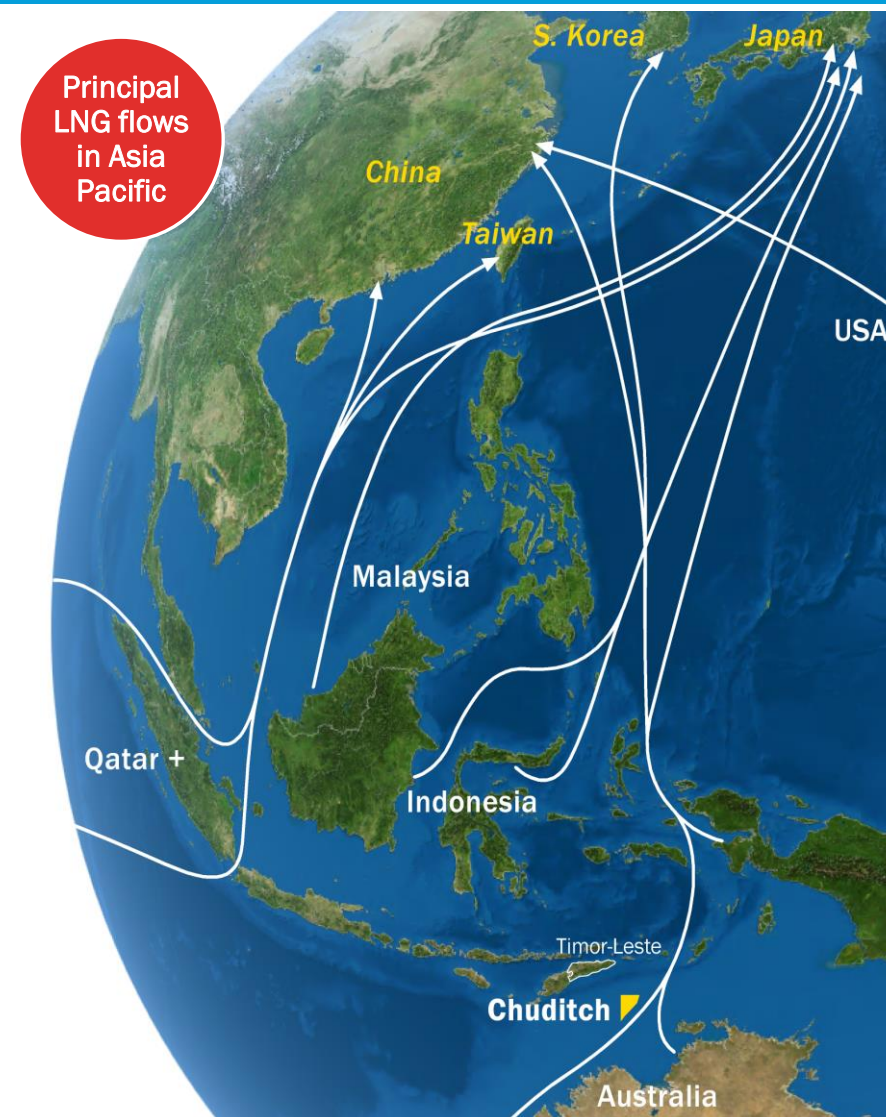 Principal
LNG flows
in Asia
Pacific
S. Korea
Japan
China
Taiwan
USA
Malaysia
Qatar +
Indonesia
Timor-Leste
Chuditch
Australia